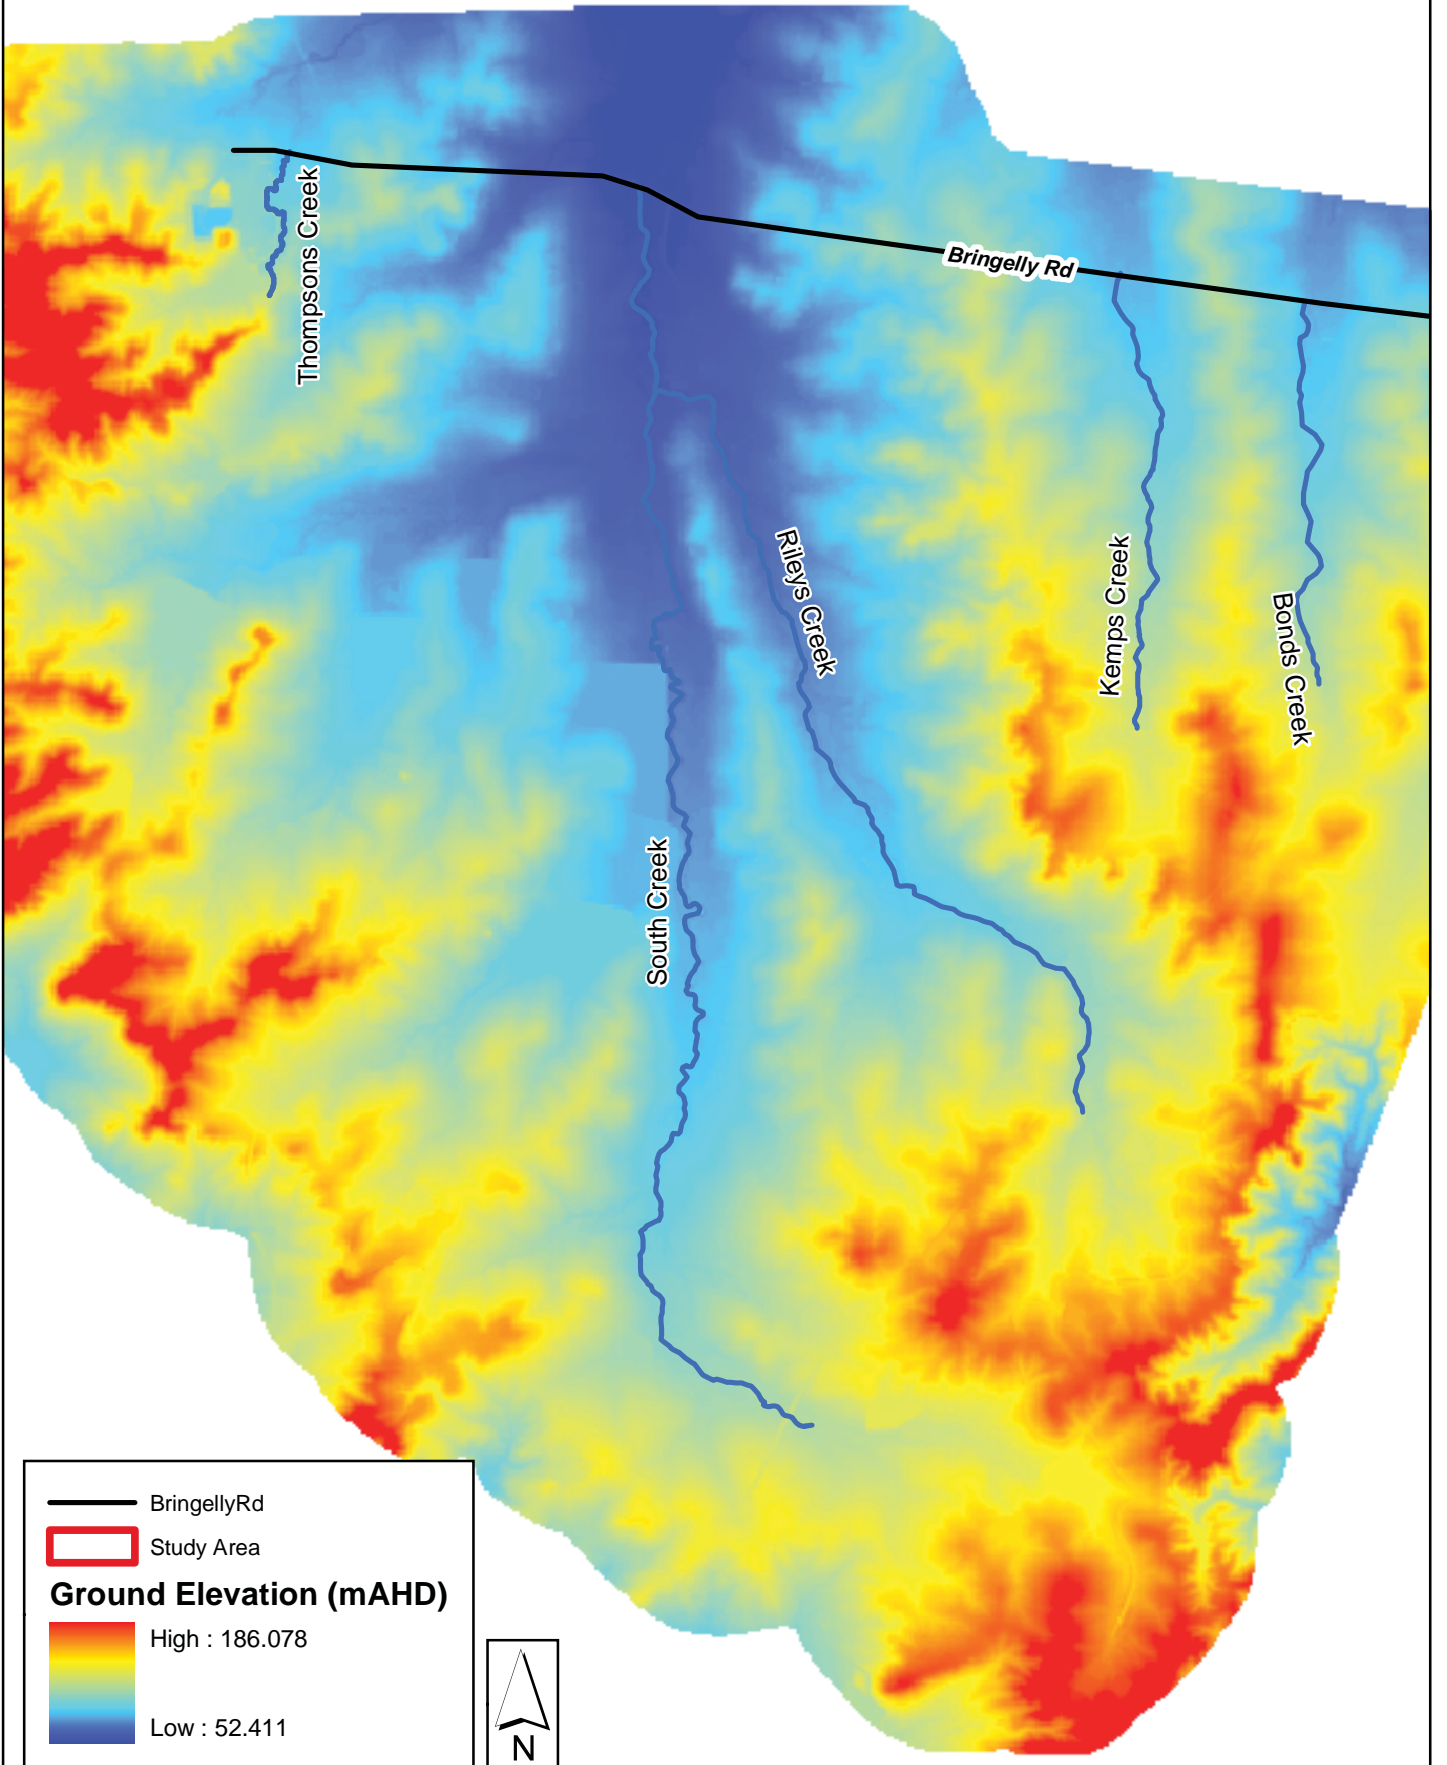 Thompsons Creek
Bringelly Rd
Rileys Creek
Kemps Creek
Bonds Creek
South Creek
BringellyRd
Study Area
Ground Elevation (mAHD)
High : 186.078
Low : 52.411
N